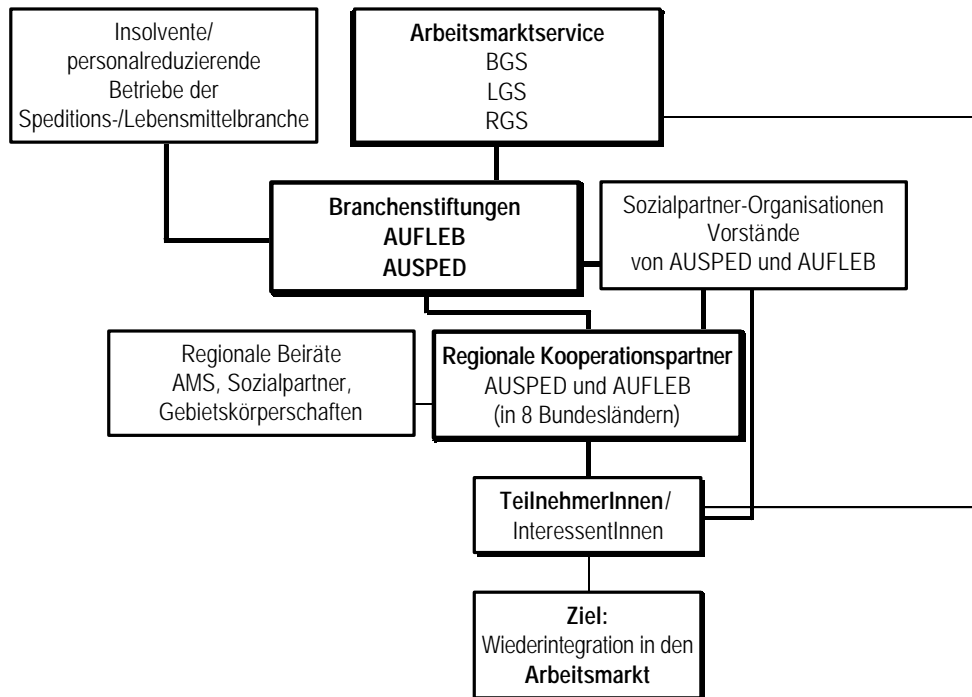 Insolvente/
personalreduzierende
Betriebe der
Speditions-/Lebensmittelbranche
Arbeitsmarktservice
BGS
LGS
RGS
Branchenstiftungen
AUFLEB
AUSPED
Sozialpartner-Organisationen
Vorstände
von AUSPED und AUFLEB
Regionale Beiräte
AMS, Sozialpartner,
Gebietskörperschaften
Regionale Kooperationspartner
AUSPED und AUFLEB
(in 8 Bundesländern)
TeilnehmerInnen/
InteressentInnen
Ziel:
Wiederintegration in den
Arbeitsmarkt